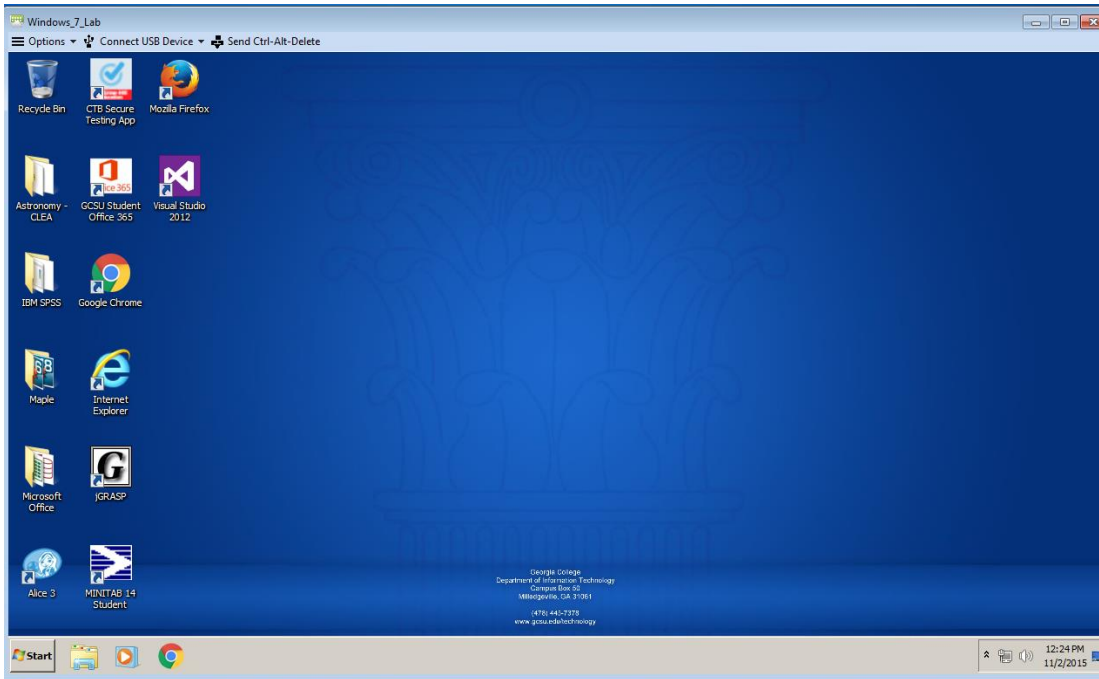 Windows_7_Lab
Options Connect USB Device Send Ctrl-Alt-Delete
Recycle Bin
CTB Secure
Testing App
Mozilla Firefox
Astronomy -
CLEA
ice 365
GCSU Student
Office 365
Visual Studio
2012
IBM SPSS
Google Chrome
Maple
Internet
Explorer
Microsoft
Office
G
jGRASP
Alice 3
MINITAB 14
Student
Georgia College
Department of Information Technology
Campus Box 50
Milledgeville, GA 31061
(478) 445-7378
www.gcsu.edu/technology
Start
12:24 PM
11/2/2015